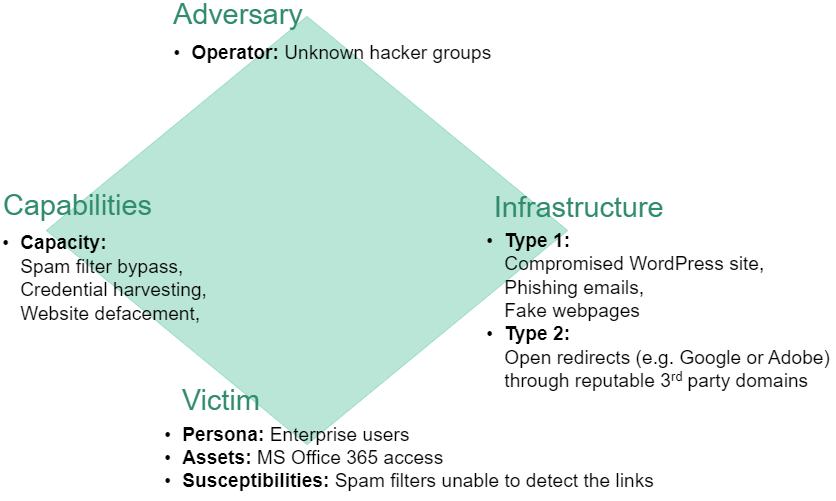 Adversary
• Operator: Unknown hacker groups
Capabilities
• Capacity:
Spam filter bypass,
Credential harvesting,
Website defacement,
Infrastructure
• Type 1:
Compromised WordPress site,
Phishing emails,
Fake webpages
• Type 2:
Open redirects (e.g. Google or Adobe)
through reputable 3rd party domains
Victim
• Persona: Enterprise users
• Assets: MS Office 365 access
• Susceptibilities: Spam filters unable to detect the links